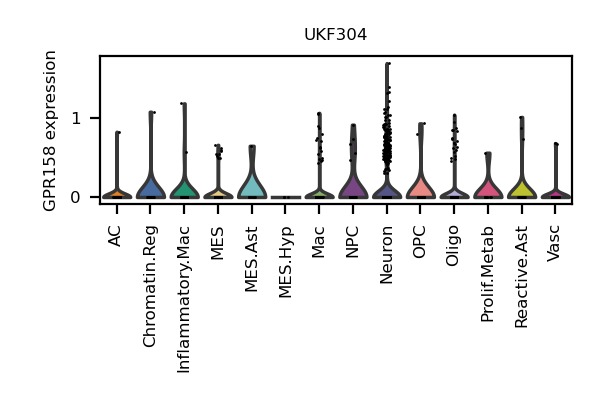 UKF304
GPR158 expression
1
0
AC
Chromatin.Reg
Inflammatory.Mac
MES
MES.Ast
MES.Hyp
Mac
NPC
Neuron
OPC
Oligo
Prolif.Metab
Reactive.Ast
Vasc